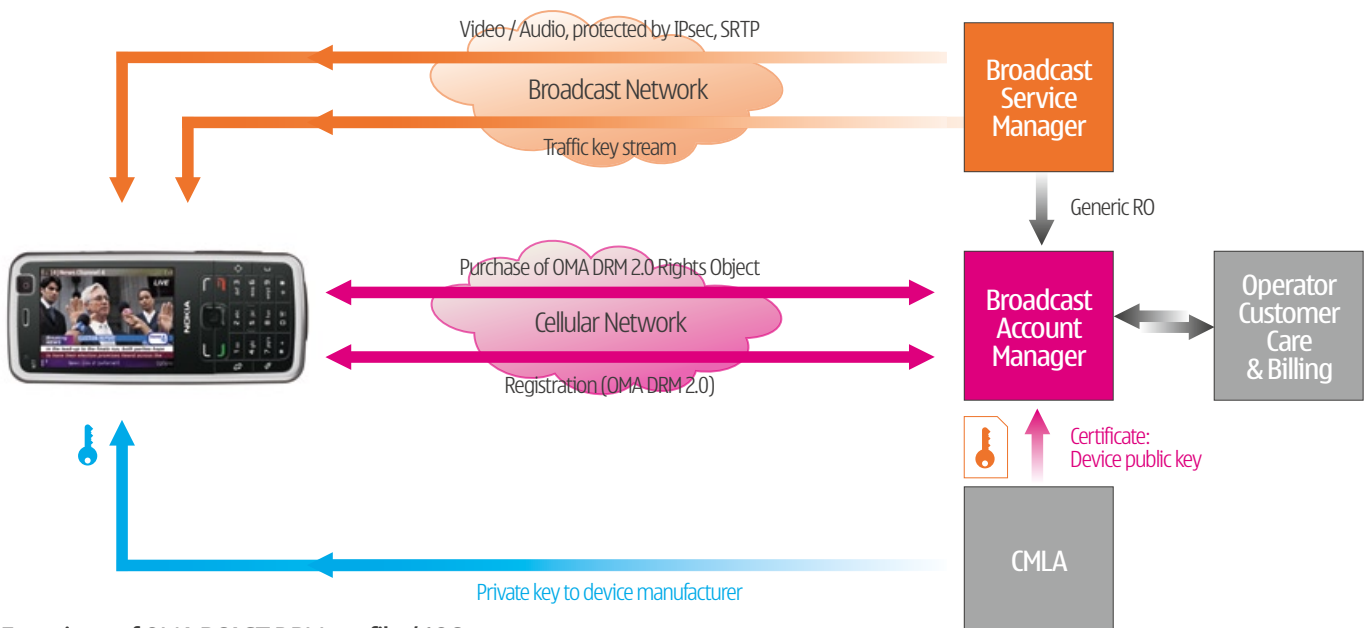 Video / Audio, protected by IPsec, SRTP
Broadcast Network
Traffic key stream
Broadcast
Service
Manager
Generic RO
LIVE
NOKIA
Purchase of OMA DRM 2.0 Rights Object
Cellular Network
Registration (OMA DRM 2.0)
Broadcast
Account
Manager
Operator
Customer
Care
& Billing
Certificate:
Device public key
CMLA
Private key to device manufacturer